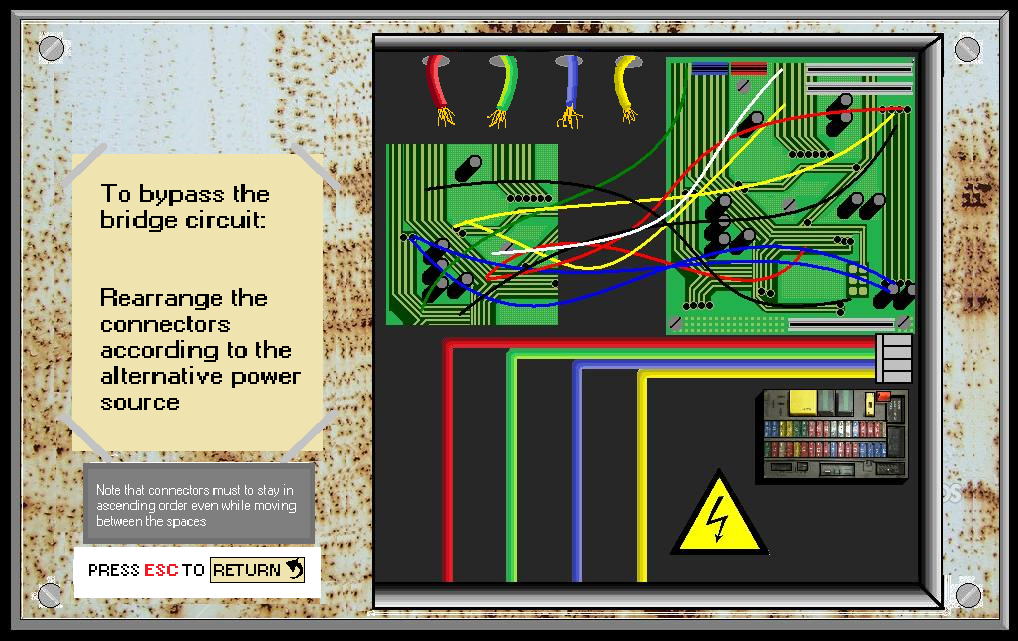 To bypass the
bridge circuit:
Rearrange the
connectors
according to the
alternative power
source
Note that connectors must to stay in
ascending order even while moving
between the spaces
PRESS ESC TO RETURN